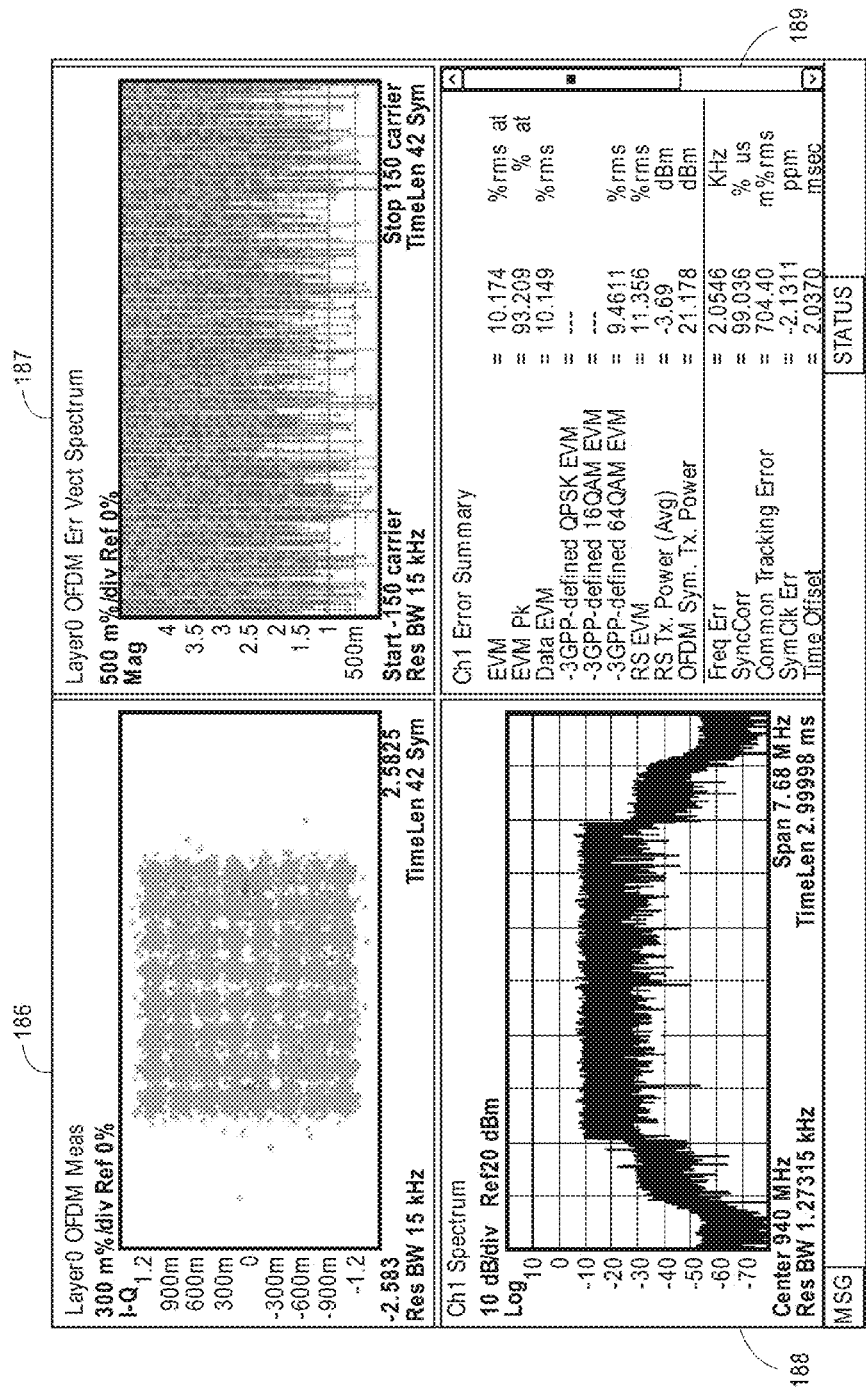 186
187
Layer0 OFDM Meas
300 m%/div Ref 0%
I-Q
1.2
900m
600m
300m
0
-300m
-600m
-900m
-1.2
-2.583
2.5825
Res BW 15 kHz
TimeLen 42 Sym
Layer0 OFDM Err Vect Spectrum
500 m%/div Ref 0%
Mag
4
3.5
3
2.5
2
1.5
1
500m
Start -150 carrier
Stop 150 carrier
Res BW 15 kHz
TimeLen 42 Sym
Ch1 Spectrum
10 dB/div Ref20 dBm
Log
10
0
-10
-20
-30
-40
-50
-60
-70
Center 940 MHz
Span 7.68 MHz
Res BW 1.27315 kHz
TimeLen 2.99998 ms
Ch1 Error Summary
EVM = 10.174 %rms at
EVM Pk = 93.209 % at
Data EVM = 10.149 %rms
-3GPP-defined QPSK EVM = ---
-3GPP-defined 16QAM EVM = ---
-3GPP-defined 64QAM EVM = 9.4611 %rms
RS EVM = 11.356 %rms
RS Tx. Power (Avg) = -3.69 dBm
OFDM Sym. Tx. Power = 21.178 dBm
Freq Err = 2.0546 KHz
SyncCorr = 99.036 % us
Common Tracking Error = 704.40 m%rms
SymClk Err = -2.1311 ppm
Time Offset = 2.0370 msec
MSG
STATUS
188
189